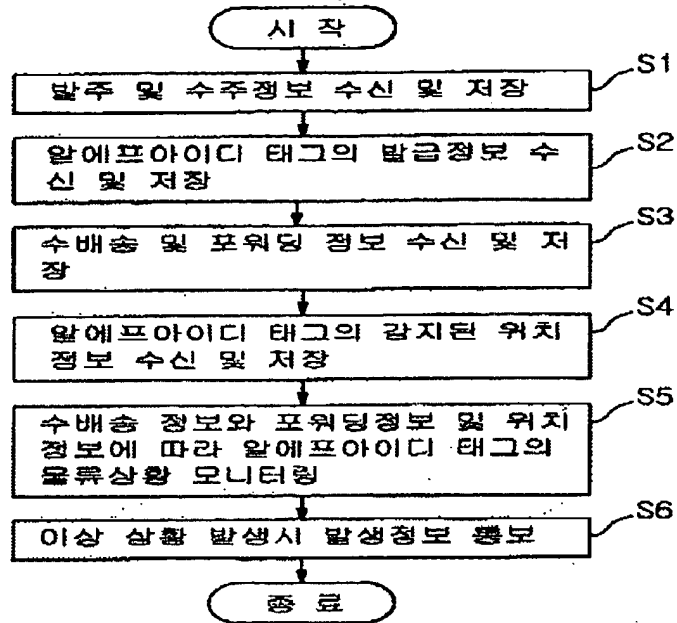 시 작
S1
발주 및 수주정보 수신 및 저장
S2
알에프아이디 태그의 발급정보 수
신 및 저장
S3
수배송 및 포워딩 정보 수신 및 저
장
S4
알에프아이디 태그의 감지된 위치
정보 수신 및 저장
S5
수배송 정보와 포워딩정보 및 위치
정보에 따라 알에프아이디 태그의
물류상황 모니터링
S6
이상 상황 발생시 발생정보 통보
종 료